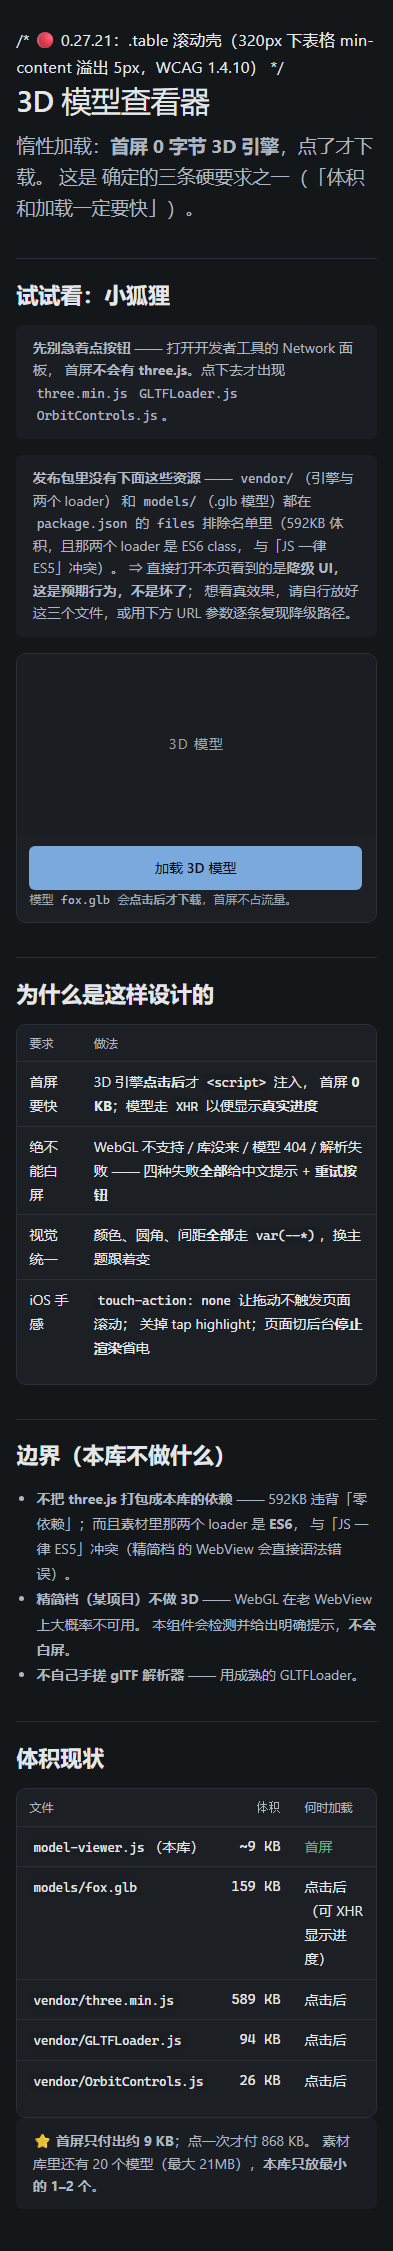 /* 🔴 0.27.21：.table 滚动壳（320px 下表格 min-
content 溢出 5px，WCAG 1.4.10） */
3D 模型查看器
惰性加载：首屏 0 字节 3D 引擎，点了才下
载。 这是 确定的三条硬要求之一（「体积
和加载一定要快」）。
试试看：小狐狸
先别急着点按钮 —— 打开开发者工具的 Network 面
板， 首屏不会有 three.js。点下去才出现
three.min.js GLTFLoader.js
OrbitControls.js。
发布包里没有下面这些资源 —— vendor/ （引擎与
两个 loader） 和 models/ （.glb 模型）都在
package.json 的 files 排除名单里（592KB 体
积，且那两个 loader 是 ES6 class， 与「JS 一律
ES5」冲突）。 ⇒ 直接打开本页看到的是降级 UI，
这是预期行为，不是坏了； 想看真效果，请自行放好
这三个文件，或用下方 URL 参数逐条复现降级路径。
3D 模型
加载 3D 模型
模型 fox.glb 会点击后才下载，首屏不占流量。
为什么是这样设计的
要求 做法
首屏 3D 引擎点击后才 <script> 注入， 首屏 0
要快 KB；模型走 XHR 以便显示真实进度
绝不 WebGL 不支持 / 库没来 / 模型 404 / 解析失
能白 败 —— 四种失败全部给中文提示 + 重试按
屏 钮
视觉 颜色、圆角、间距全部走 var(--*)，换主
统一 题跟着变
iOS 手 touch-action: none 让拖动不触发页面
感 滚动； 关掉 tap highlight；页面切后台停止
渲染省电
边界（本库不做什么）
• 不把 three.js 打包成本库的依赖 —— 592KB 违背「零
依赖」；而且素材里那两个 loader 是 ES6， 与「JS 一
律 ES5」冲突（精简档 的 WebView 会直接语法错
误）。
• 精简档（某项目）不做 3D —— WebGL 在老 WebView
上大概率不可用。 本组件会检测并给出明确提示，不会
白屏。
• 不自己手搓 glTF 解析器 —— 用成熟的 GLTFLoader。
体积现状
文件 体积 何时加载
model-viewer.js （本库） ~9 KB 首屏
models/fox.glb 159 KB 点击后
（可 XHR
显示进
度）
vendor/three.min.js 589 KB 点击后
vendor/GLTFLoader.js 94 KB 点击后
vendor/OrbitControls.js 26 KB 点击后
⭐ 首屏只付出约 9 KB；点一次才付 868 KB。 素材
库里还有 20 个模型（最大 21MB），本库只放最小
的 1–2 个。